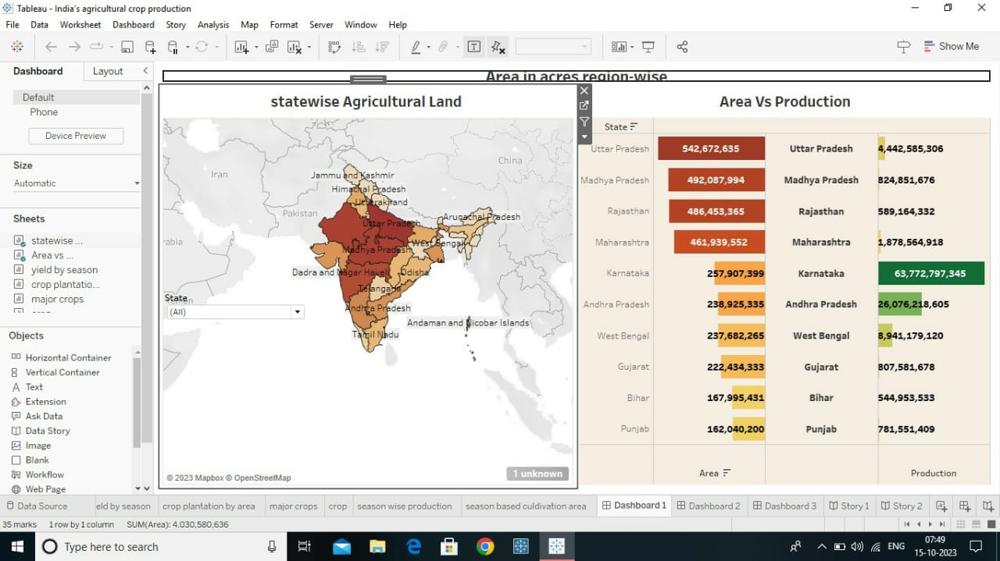 Tableau - India's agricultural crop production
File Data Worksheet Dashboard Story Analysis Map Format Server Window Help
Show Me
Dashboard Layout
Default
Phone
Device Preview
Size
Automatic
Sheets
statewise ...
Area vs ...
yield by season
crop plantatio...
major crops
Objects
Horizontal Container
Vertical Container
Text
Extension
Ask Data
Data Story
Image
Blank
Workflow
Web Page
Area in acres region-wise
statewise Agricultural Land
Iran
China
Pakistan
Jammu and Kashmir
Himachal Pradesh
Uttarakhand
Arunachal Pradesh
Uttar Pradesh
West Bengal
Madhya Pradesh
Dadra and Nagar Haveli
Odisha
Telangana
Andhra Pradesh
Andaman and Nicobar Islands
Tamil Nadu
State
(All)
© 2023 Mapbox © OpenStreetMap
1 unknown
Area Vs Production
State
Uttar Pradesh 542,672,635 Uttar Pradesh 4,442,585,306
Madhya Pradesh 492,087,994 Madhya Pradesh 824,851,676
Rajasthan 486,453,365 Rajasthan 589,164,332
Maharashtra 461,939,552 Maharashtra 1,878,564,918
Karnataka 257,907,399 Karnataka 63,772,797,345
Andhra Pradesh 238,925,335 Andhra Pradesh 26,076,218,605
West Bengal 237,682,265 West Bengal 8,941,179,120
Gujarat 222,434,333 Gujarat 807,581,678
Bihar 167,995,431 Bihar 544,953,533
Punjab 162,040,200 Punjab 781,551,409
Area Production
Data Source eld by season crop plantation by area major crops crop season wise production season based culdivation area Dashboard 1 Dashboard 2 Dashboard 3 Story 1 Story 2
35 marks 1 row by 1 column SUM(Area): 4,030,580,636
Type here to search
ENG
07:49
15-10-2023